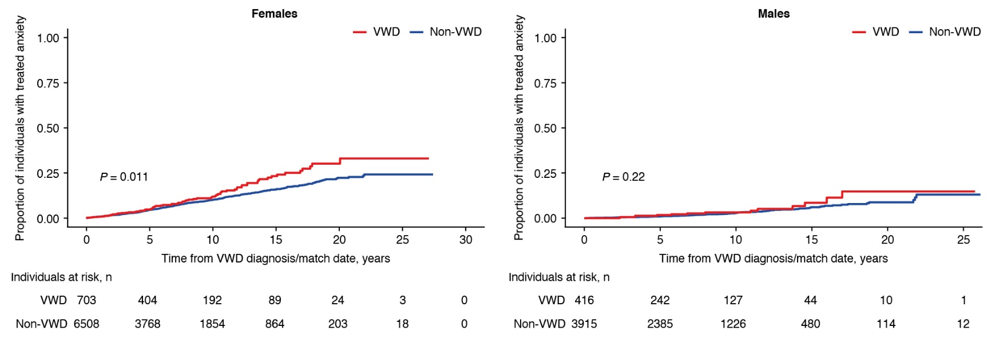 Females
VWD Non-VWD
Proportion of individuals with treated anxiety
1.00
0.75
0.50
0.25
0.00
P = 0.011
0 5 10 15 20 25 30
Time from VWD diagnosis/match date, years
Individuals at risk, n
VWD 703 404 192 89 24 3 0
Non-VWD 6508 3768 1854 864 203 18 0
Males
VWD Non-VWD
Proportion of individuals with treated anxiety
1.00
0.75
0.50
0.25
0.00
P = 0.22
0 5 10 15 20 25
Time from VWD diagnosis/match date, years
Individuals at risk, n
VWD 416 242 127 44 10 1
Non-VWD 3915 2385 1226 480 114 12